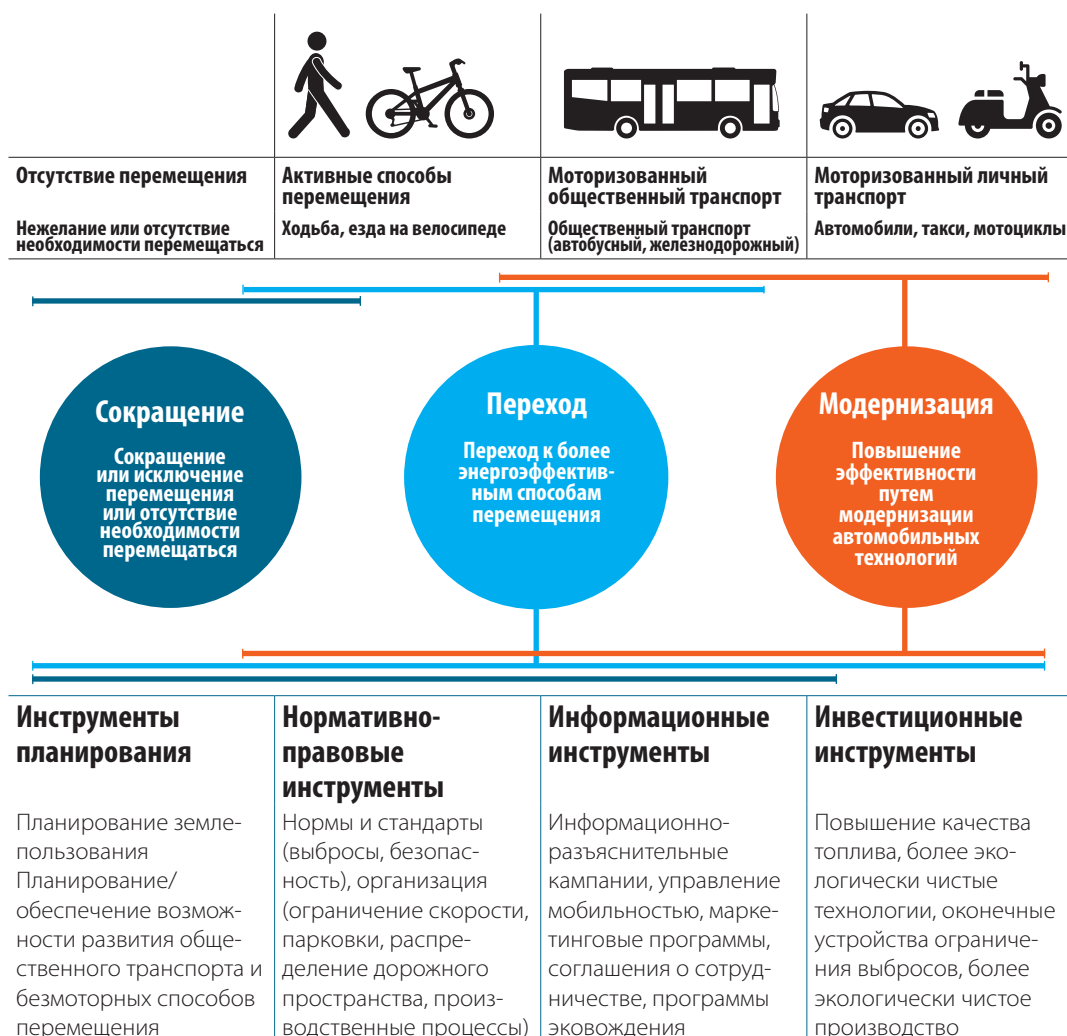 Отсутствие перемещения
Нежелание или отсутствие
необходимости перемещаться
Активные способы
перемещения
Ходьба, езда на велосипеде
Моторизованный
общественный транспорт
Общественный транспорт
(автобусный, железнодорожный)
Моторизованный личный
транспорт
Автомобили, такси, мотоциклы
Сокращение
Сокращение
или исключение
перемещения
или отсутствие
необходимости
перемещаться
Переход
Переход к более
энергоэффектив-
ным способам
перемещения
Модернизация
Повышение
эффективности
путем
модернизации
автомобильных
технологий
Инструменты
планирования
Планирование земле-
пользования
Планирование/
обеспечение возмож-
ности развития обще-
ственного транспорта и
безмоторных способов
перемещения
Нормативно-
правовые
инструменты
Нормы и стандарты
(выбросы, безопас-
ность), организация
(ограничение скорости,
парковки, распре-
деление дорожного
пространства, произ-
водственные процессы)
Информационные
инструменты
Информационно-
разъяснительные
кампании, управление
мобильностью, марке-
тинговые программы,
соглашения о сотруд-
ничестве, программы
эковождения
Инвестиционные
инструменты
Повышение качества
топлива, более эко-
логически чистые
технологии, оконечные
устройства ограниче-
ния выбросов, более
экологически чистое
производство